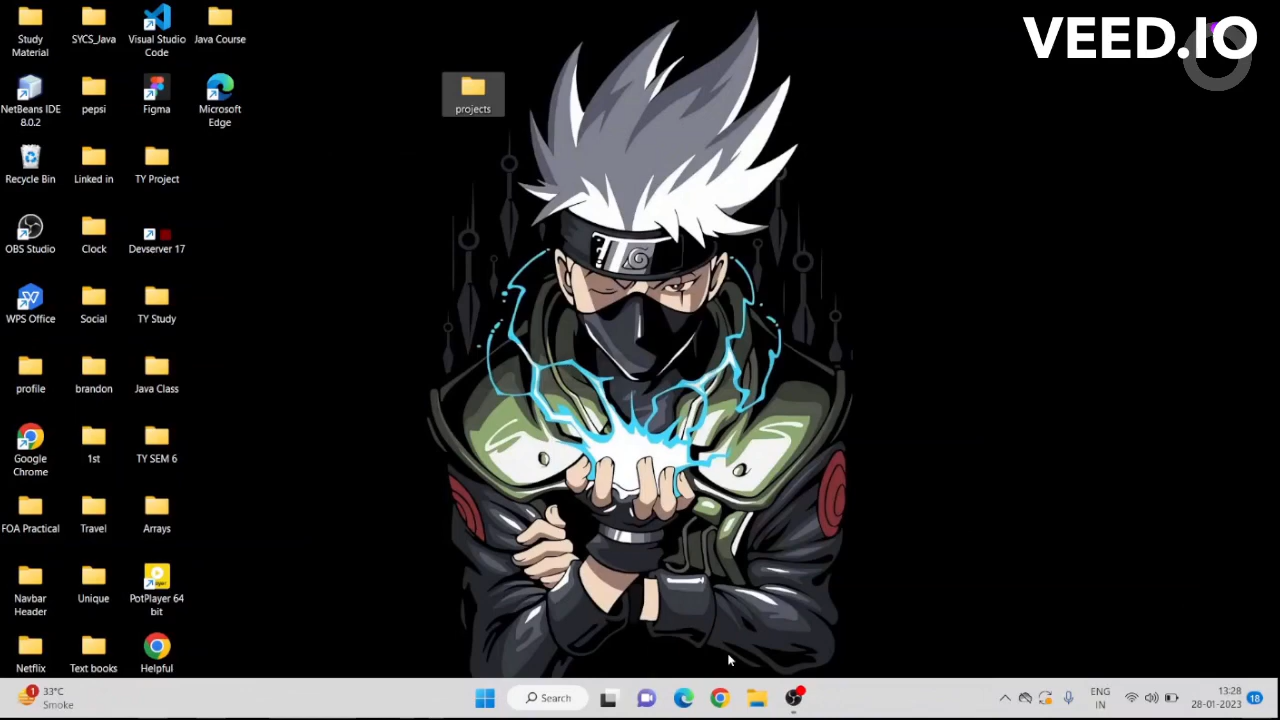 VEED.IO
Study
Material
SYCS_Java
Visual Studio
Code
Java Course
NetBeans IDE
8.0.2
pepsi
Figma
Microsoft
Edge
projects
Recycle Bin
Linked in
TY Project
OBS Studio
Clock
Devserver 17
WPS Office
Social
TY Study
profile
brandon
Java Class
Google
Chrome
1st
TY SEM 6
FOA Practical
Travel
Arrays
Navbar
Header
Unique
PotPlayer 64
bit
Netflix
Text books
Helpful
1
33°C
Smoke
Search
ENG
IN
13:28
28-01-2023
18